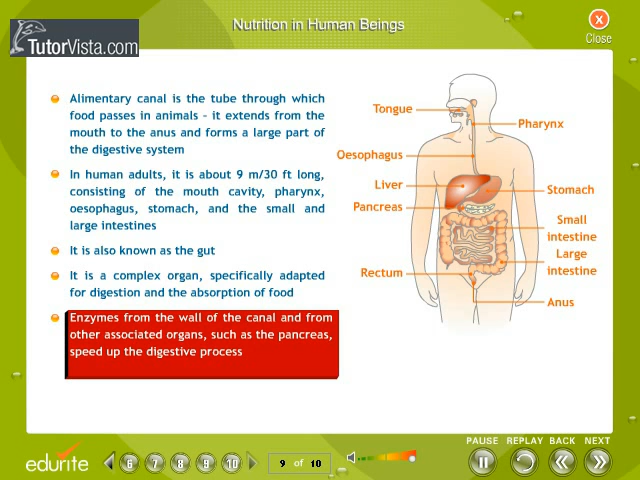 Nutrition in Human Beings
x
Close
TutorVista.com
Alimentary canal is the tube through which
food passes in animals – it extends from the
mouth to the anus and forms a large part of
the digestive system
In human adults, it is about 9 m/30 ft long,
consisting of the mouth cavity, pharynx,
oesophagus, stomach, and the small and
large intestines
It is also known as the gut
It is a complex organ, specifically adapted
for digestion and the absorption of food
Enzymes from the wall of the canal and from
other associated organs, such as the pancreas,
speed up the digestive process
Tongue
Pharynx
Oesophagus
Liver
Stomach
Pancreas
Small
intestine
Large
intestine
Rectum
Anus
PAUSE REPLAY BACK NEXT
edurite
6 7 8 9 10
9 of 10